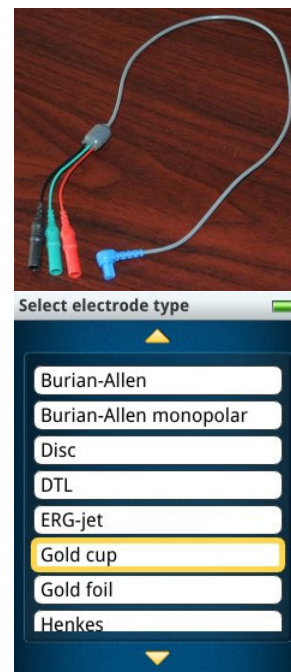 Select electrode type
Burian-Allen
Burian-Allen monopolar
Disc
DTL
ERG-jet
Gold cup
Gold foil
Henkes